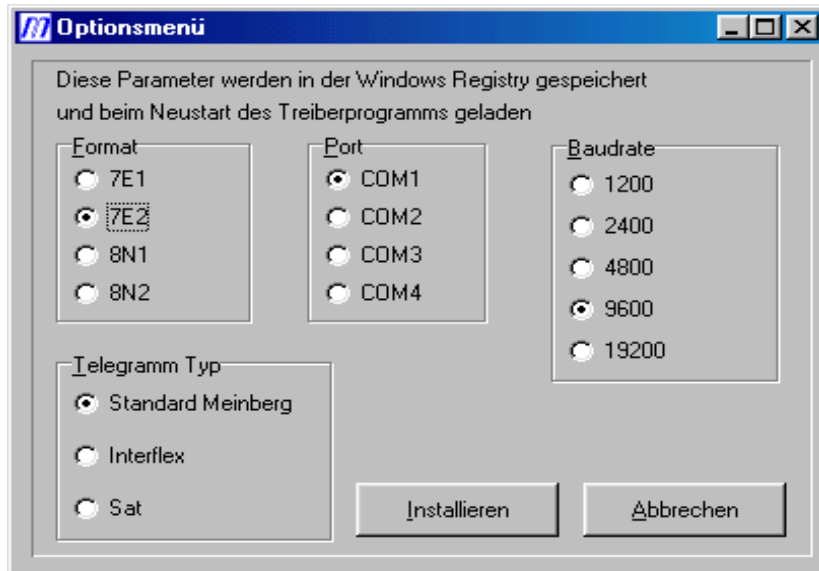 Optionsmenü
Diese Parameter werden in der Windows Registry gespeichert
und beim Neustart des Treiberprogramms geladen
Format
7E1
7E2
8N1
8N2
Port
COM1
COM2
COM3
COM4
Baudrate
1200
2400
4800
9600
19200
Telegramm Typ
Standard Meinberg
Interflex
Sat
Installieren
Abbrechen